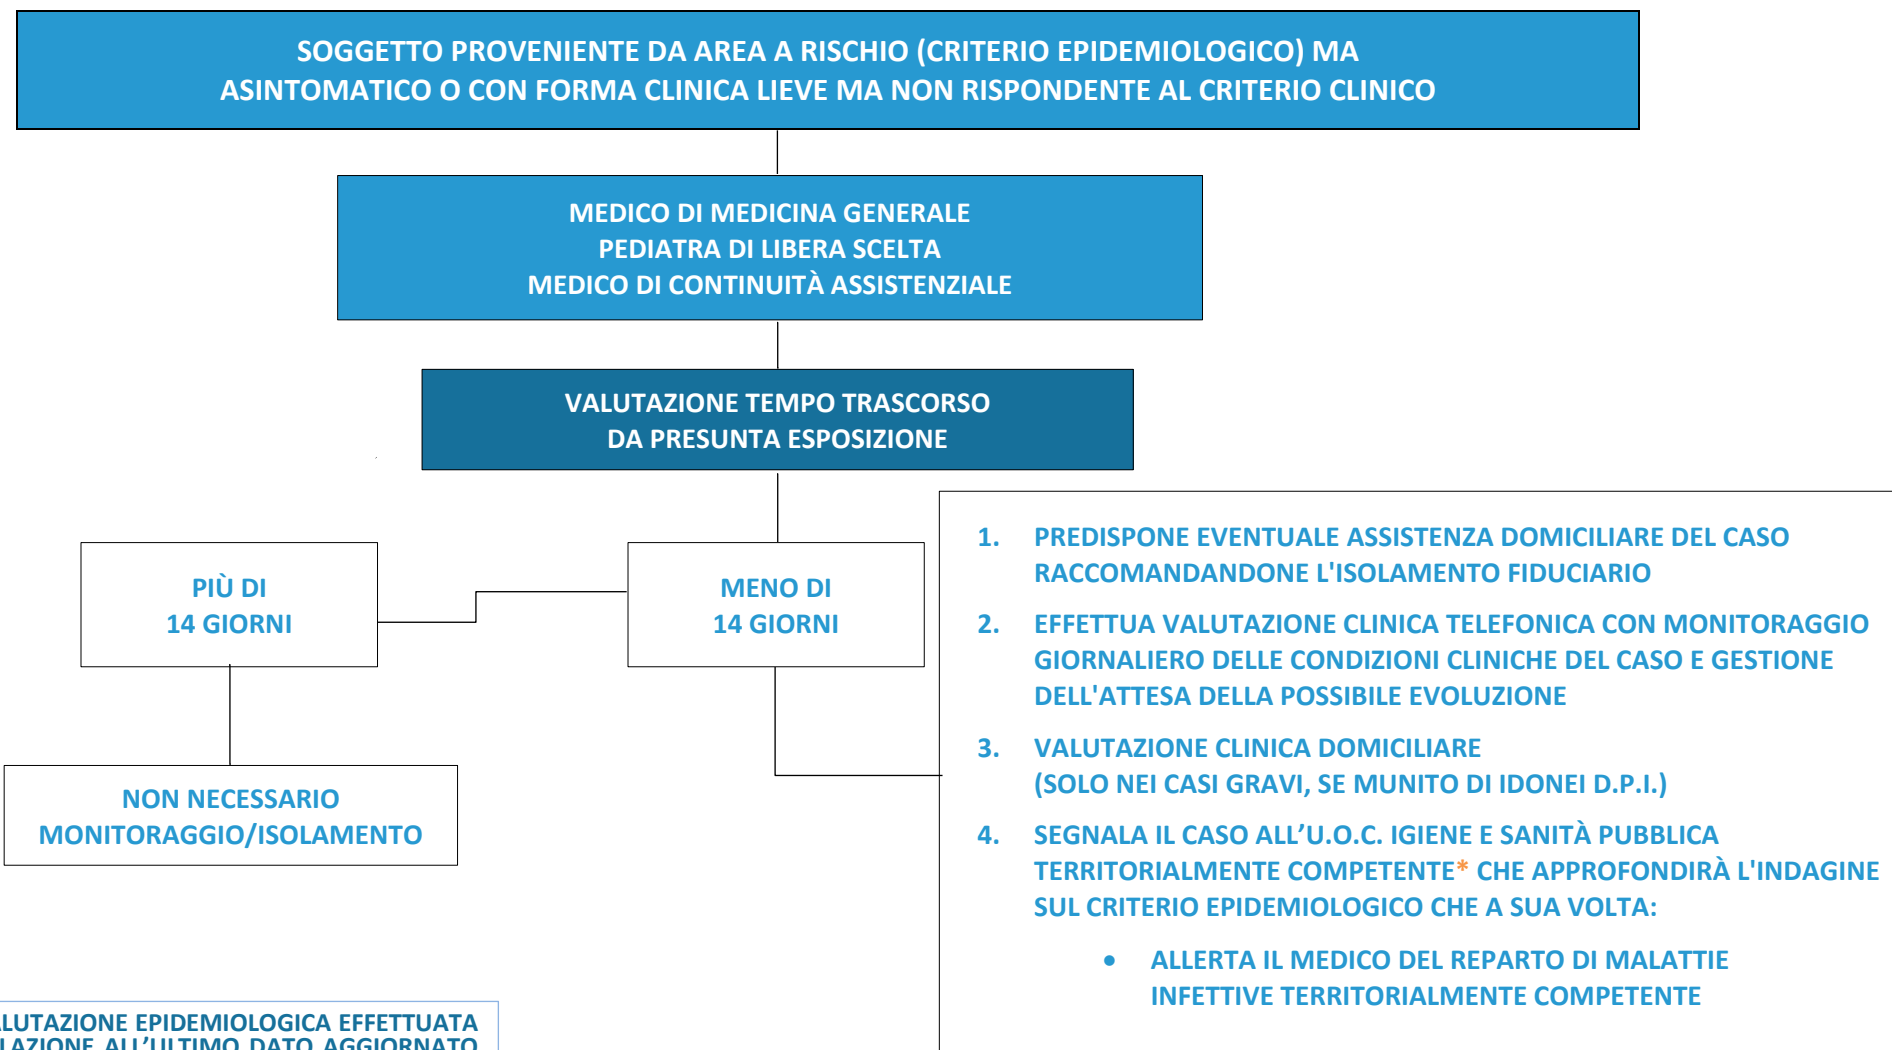 SOGGETTO PROVENIENTE DA AREA A RISCHIO (CRITERIO EPIDEMIOLOGICO) MA
ASINTOMATICO O CON FORMA CLINICA LIEVE MA NON RISPONDENTE AL CRITERIO CLINICO
MEDICO DI MEDICINA GENERALE
PEDIATRA DI LIBERA SCELTA
MEDICO DI CONTINUITÀ ASSISTENZIALE
VALUTAZIONE TEMPO TRASCORSO
DA PRESUNTA ESPOSIZIONE
PIÙ DI
14 GIORNI
MENO DI
14 GIORNI
NON NECESSARIO
MONITORAGGIO/ISOLAMENTO
1. PREDISPONE EVENTUALE ASSISTENZA DOMICILIARE DEL CASO
RACCOMANDANDONE L'ISOLAMENTO FIDUCIARIO
2. EFFETTUA VALUTAZIONE CLINICA TELEFONICA CON MONITORAGGIO
GIORNALIERO DELLE CONDIZIONI CLINICHE DEL CASO E GESTIONE
DELL'ATTESA DELLA POSSIBILE EVOLUZIONE
3. VALUTAZIONE CLINICA DOMICILIARE
(SOLO NEI CASI GRAVI, SE MUNITO DI IDONEI D.P.I.)
4. SEGNALA IL CASO ALL’U.O.C. IGIENE E SANITÀ PUBBLICA
TERRITORIALMENTE COMPETENTE* CHE APPROFONDIRÀ L'INDAGINE
SUL CRITERIO EPIDEMIOLOGICO CHE A SUA VOLTA:
• ALLERTA IL MEDICO DEL REPARTO DI MALATTIE
INFETTIVE TERRITORIALMENTE COMPETENTE
EPIDEMIOLOGICA EFFETTUATA
ALL’ULTIMO DATO AGGIORNATO